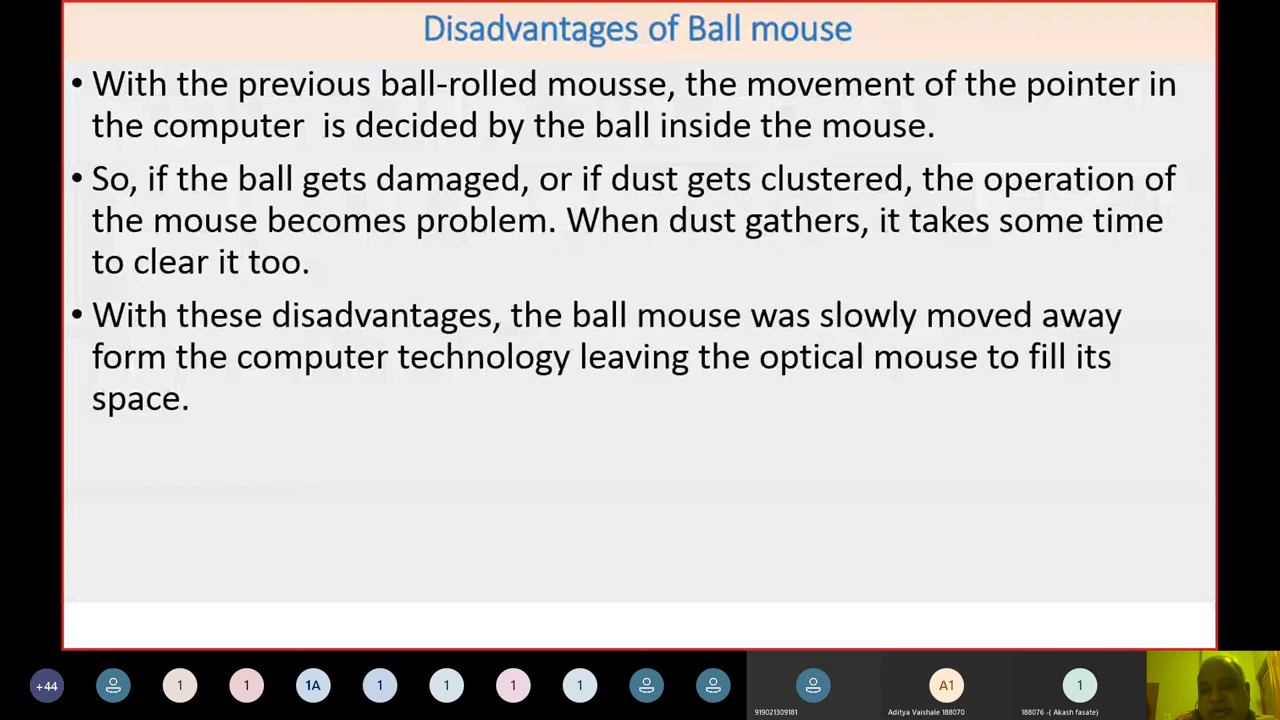 Disadvantages of Ball mouse
• With the previous ball-rolled mousse, the movement of the pointer in
the computer is decided by the ball inside the mouse.
• So, if the ball gets damaged, or if dust gets clustered, the operation of
the mouse becomes problem. When dust gathers, it takes some time
to clear it too.
• With these disadvantages, the ball mouse was slowly moved away
form the computer technology leaving the optical mouse to fill its
space.
+44 1 1 1A 1 1 1 1 A1 1
919021309181 Aditya Vaishale 188070 188076 -( Akash fasate)